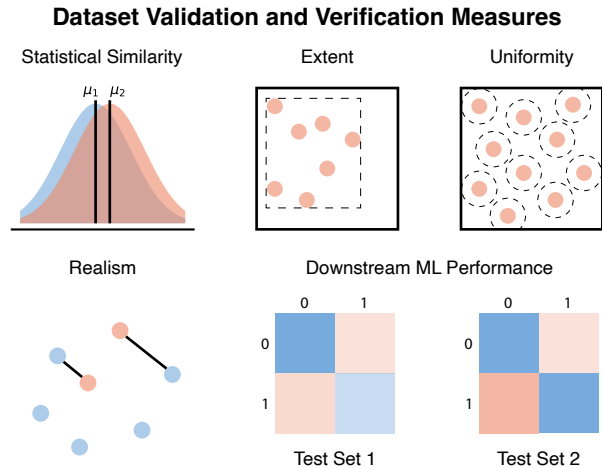 Dataset Validation and Verification Measures
Statistical Similarity
Extent
Uniformity
μ1 μ2
Realism
Downstream ML Performance
0 1
0 1
0
0
1
1
Test Set 1
Test Set 2